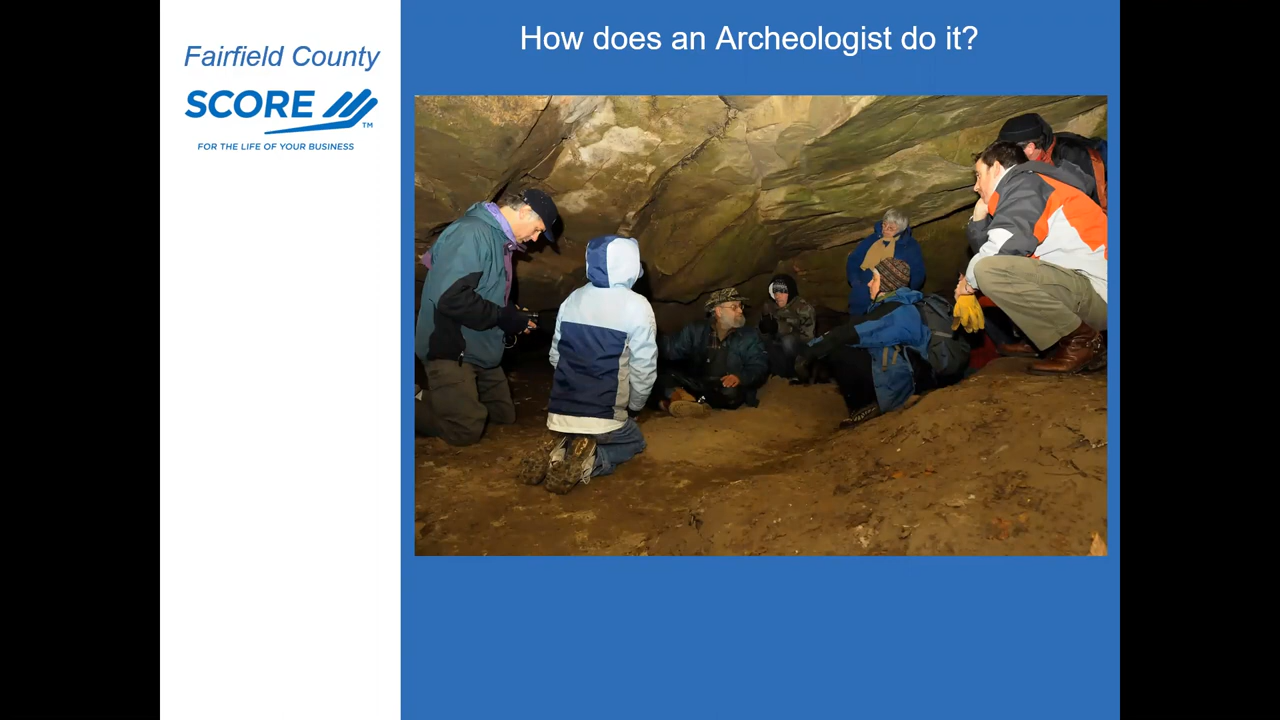 Fairfield County
SCORE TM
FOR THE LIFE OF YOUR BUSINESS
How does an Archeologist do it?